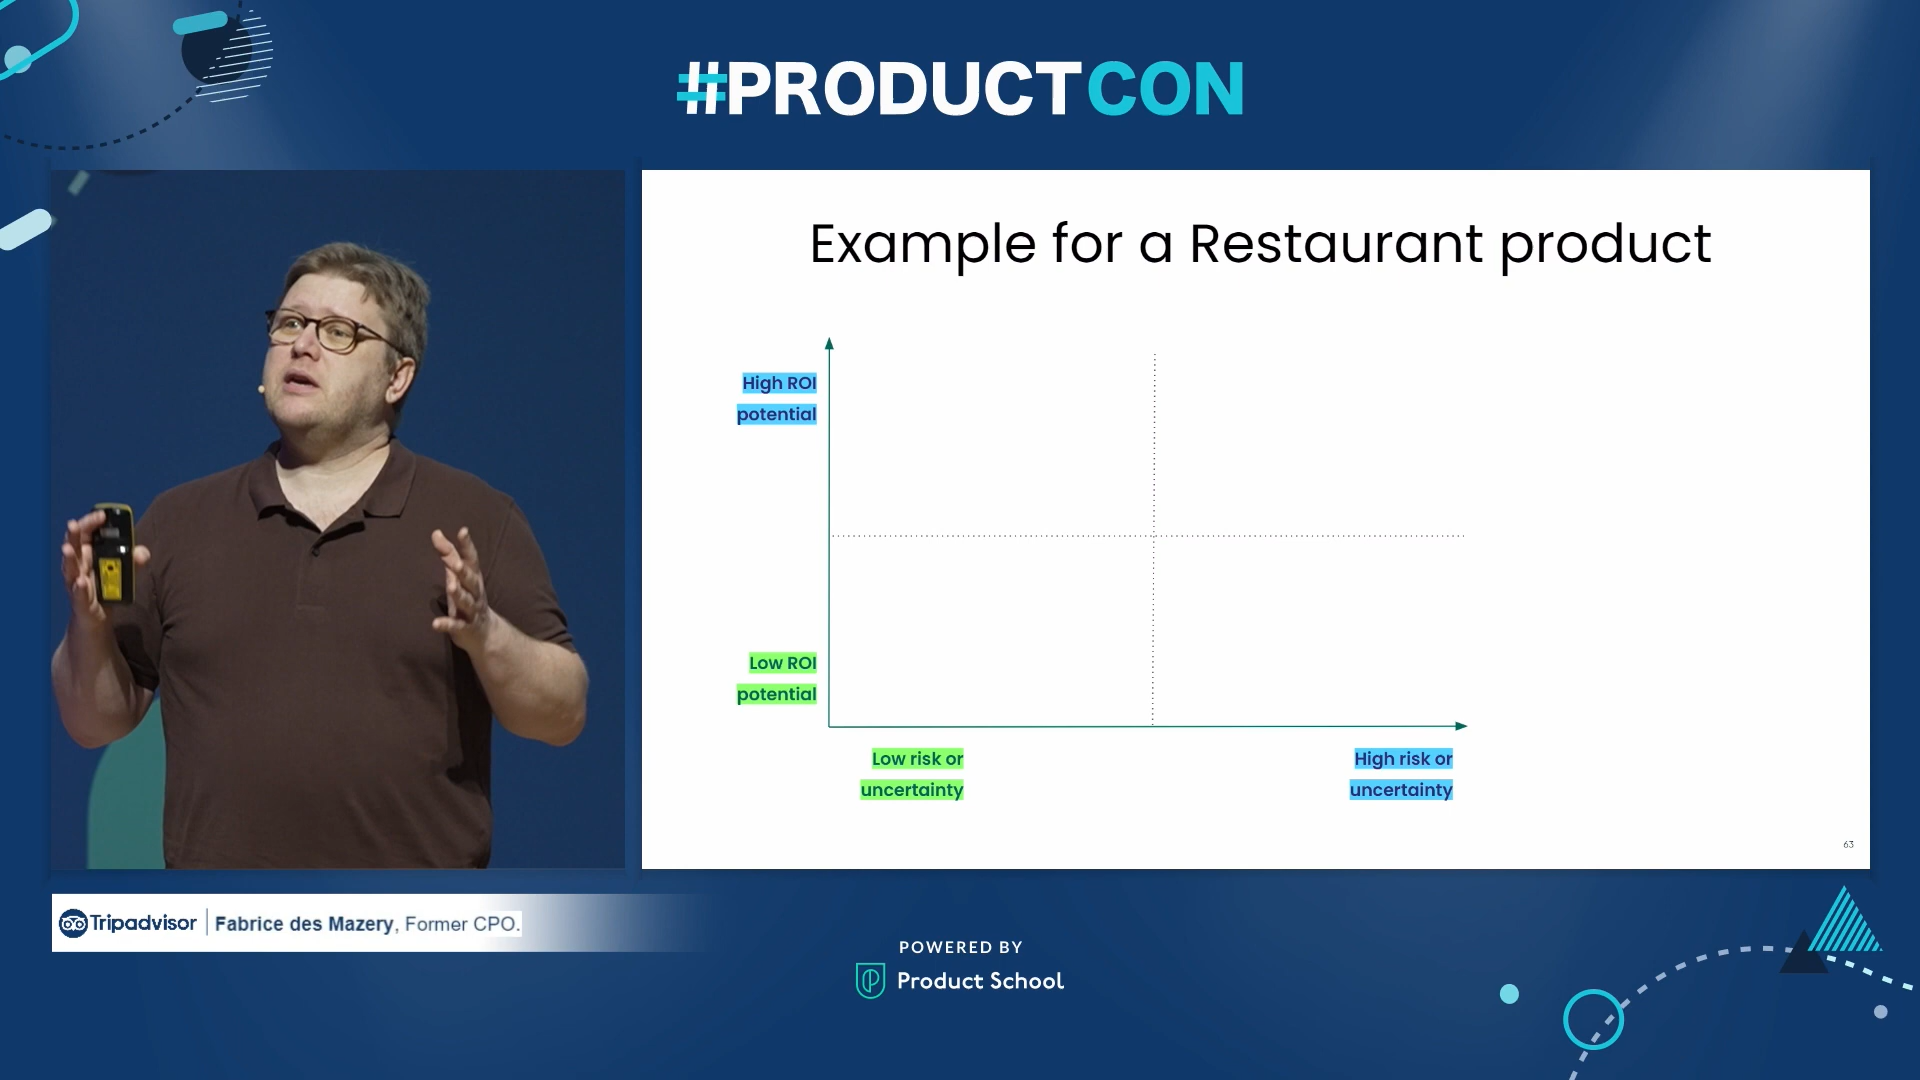 #PRODUCTCON
Example for a Restaurant product
High ROI
potential
Low ROI
potential
Low risk or
uncertainty
High risk or
uncertainty
63
Tripadvisor | Fabrice des Mazery, Former CPO.
POWERED BY
Product School